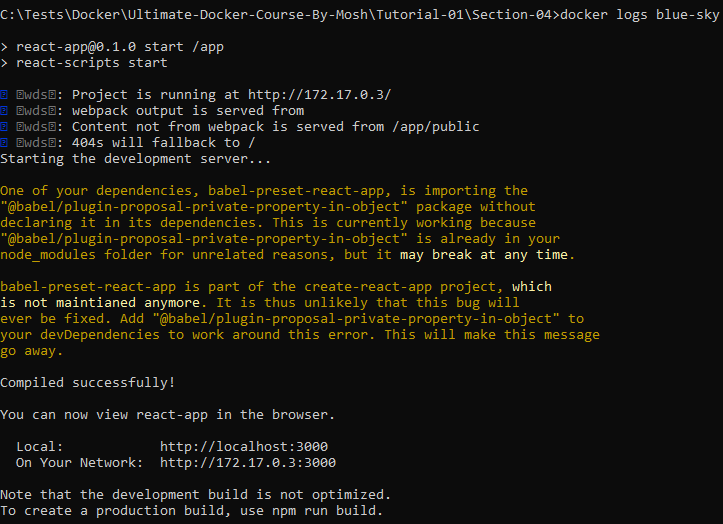 C:\Tests\Docker\Ultimate-Docker-Course-By-Mosh\Tutorial-01\Section-04>docker logs blue-sky
> react-app@0.1.0 start /app
> react-scripts start
｢wds｣: Project is running at http://172.17.0.3/
｢wds｣: webpack output is served from
｢wds｣: Content not from webpack is served from /app/public
｢wds｣: 404s will fallback to /
Starting the development server...
One of your dependencies, babel-preset-react-app, is importing the
"@babel/plugin-proposal-private-property-in-object" package without
declaring it in its dependencies. This is currently working because
"@babel/plugin-proposal-private-property-in-object" is already in your
node_modules folder for unrelated reasons, but it may break at any time.
babel-preset-react-app is part of the create-react-app project, which
is not maintianed anymore. It is thus unlikely that this bug will
ever be fixed. Add "@babel/plugin-proposal-private-property-in-object" to
your devDependencies to work around this error. This will make this message
go away.
Compiled successfully!
You can now view react-app in the browser.
Local: http://localhost:3000
On Your Network: http://172.17.0.3:3000
Note that the development build is not optimized.
To create a production build, use npm run build.